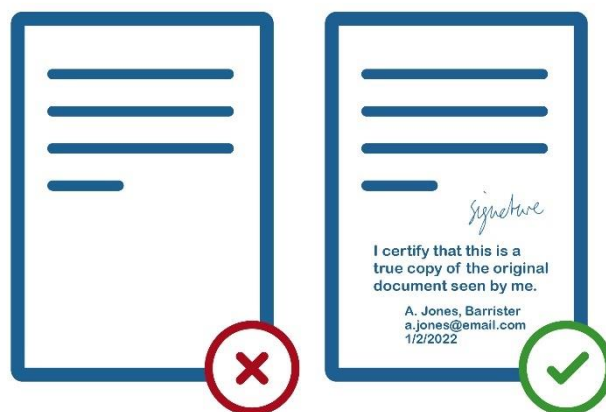 signature
I certify that this is a
true copy of the original
document seen by me.
A. Jones, Barrister
a.jones@email.com
1/2/2022